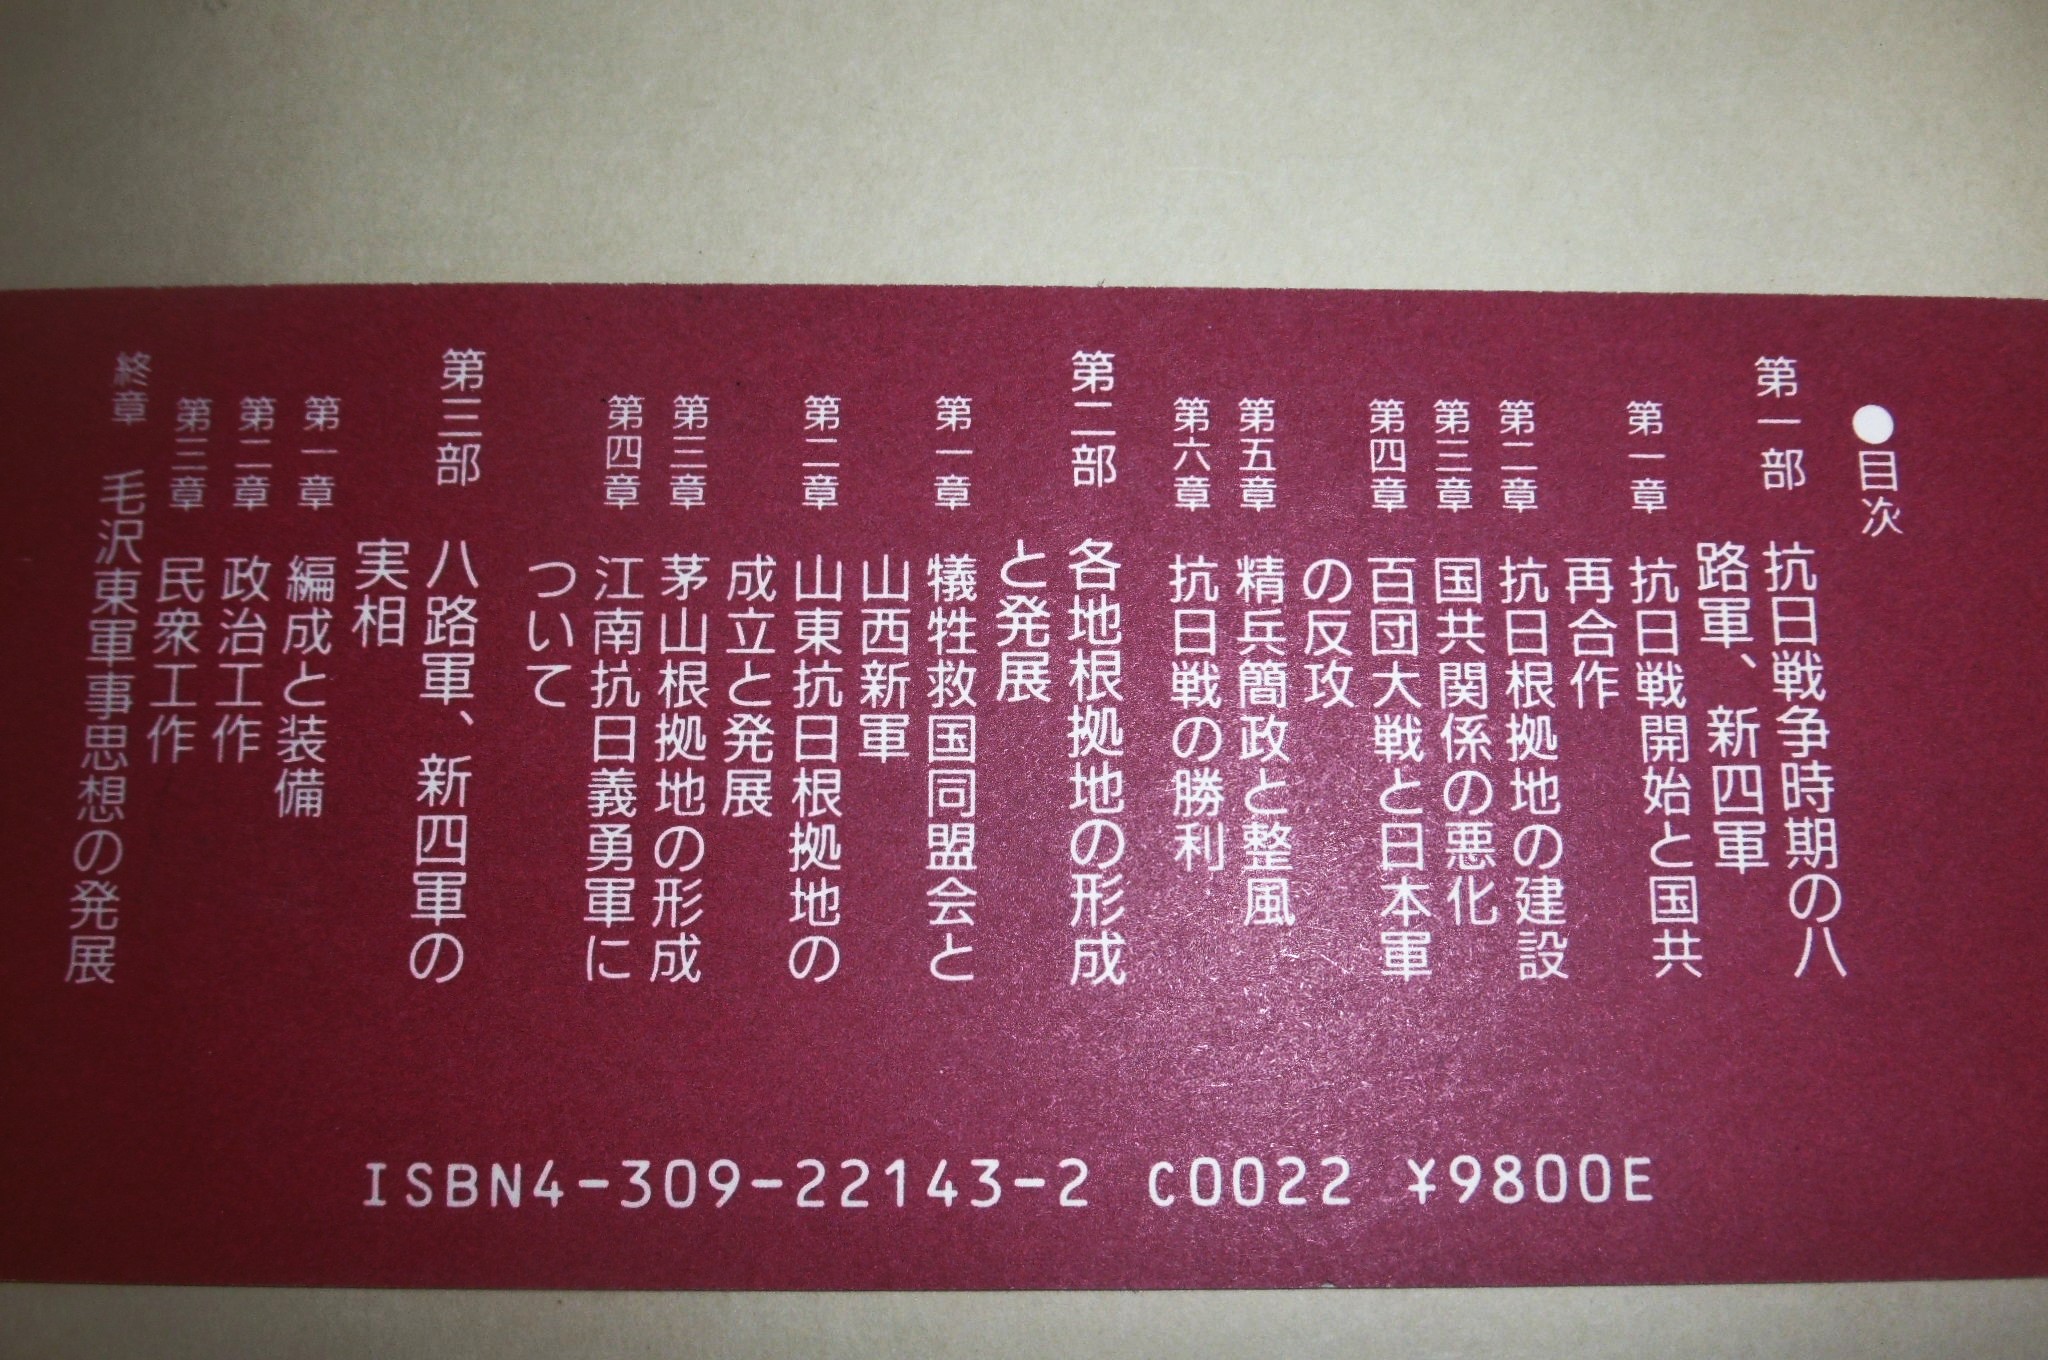 ●目次
第一部 抗日戦争時期の八
路軍、新四軍
第一章 抗日戦開始と国共
再合作
第二章 抗日根拠地の建設
第三章 国共関係の悪化
第四章 百団大戦と日本軍
の反攻
第五章 精兵簡政と整風
第六章 抗日戦の勝利
第二部 各地根拠地の形成
と発展
第一章 犠牲救国同盟会と
山西新軍
第二章 山東抗日根拠地の
成立と発展
第三章 茅山根拠地の形成
第四章 江南抗日義勇軍に
ついて
第三部 八路軍、新四軍の
実相
第一章 編成と装備
第二章 政治工作
第三章 民衆工作
終章 毛沢東軍事思想の発展
ISBN4-309-22143-2 C0022 ¥9800E